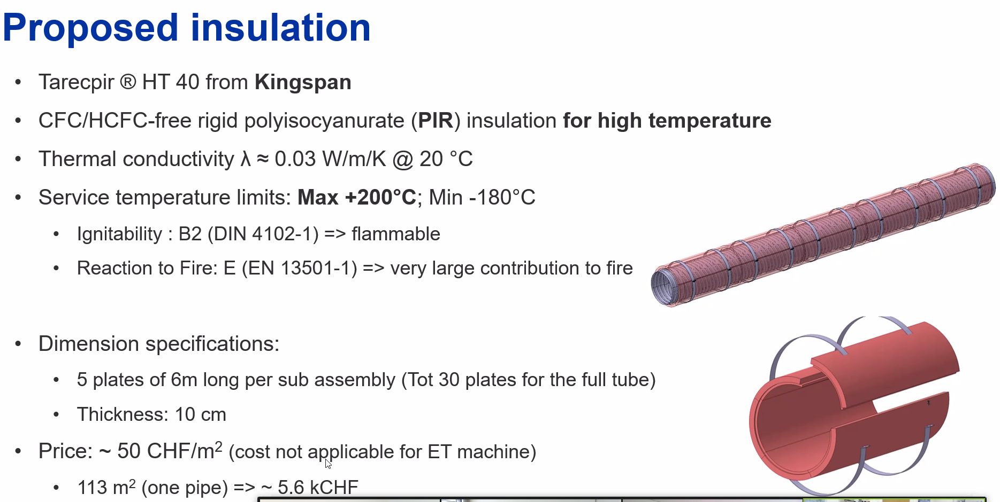 Proposed insulation
• Tarecpir ® HT 40 from Kingspan
• CFC/HCFC-free rigid polyisocyanurate (PIR) insulation for high temperature
• Thermal conductivity λ ≈ 0.03 W/m/K @ 20 °C
• Service temperature limits: Max +200°C; Min -180°C
• Ignitability : B2 (DIN 4102-1) => flammable
• Reaction to Fire: E (EN 13501-1) => very large contribution to fire
• Dimension specifications:
• 5 plates of 6m long per sub assembly (Tot 30 plates for the full tube)
• Thickness: 10 cm
• Price: ~ 50 CHF/m² (cost not applicable for ET machine)
• 113 m² (one pipe) => ~ 5.6 kCHF